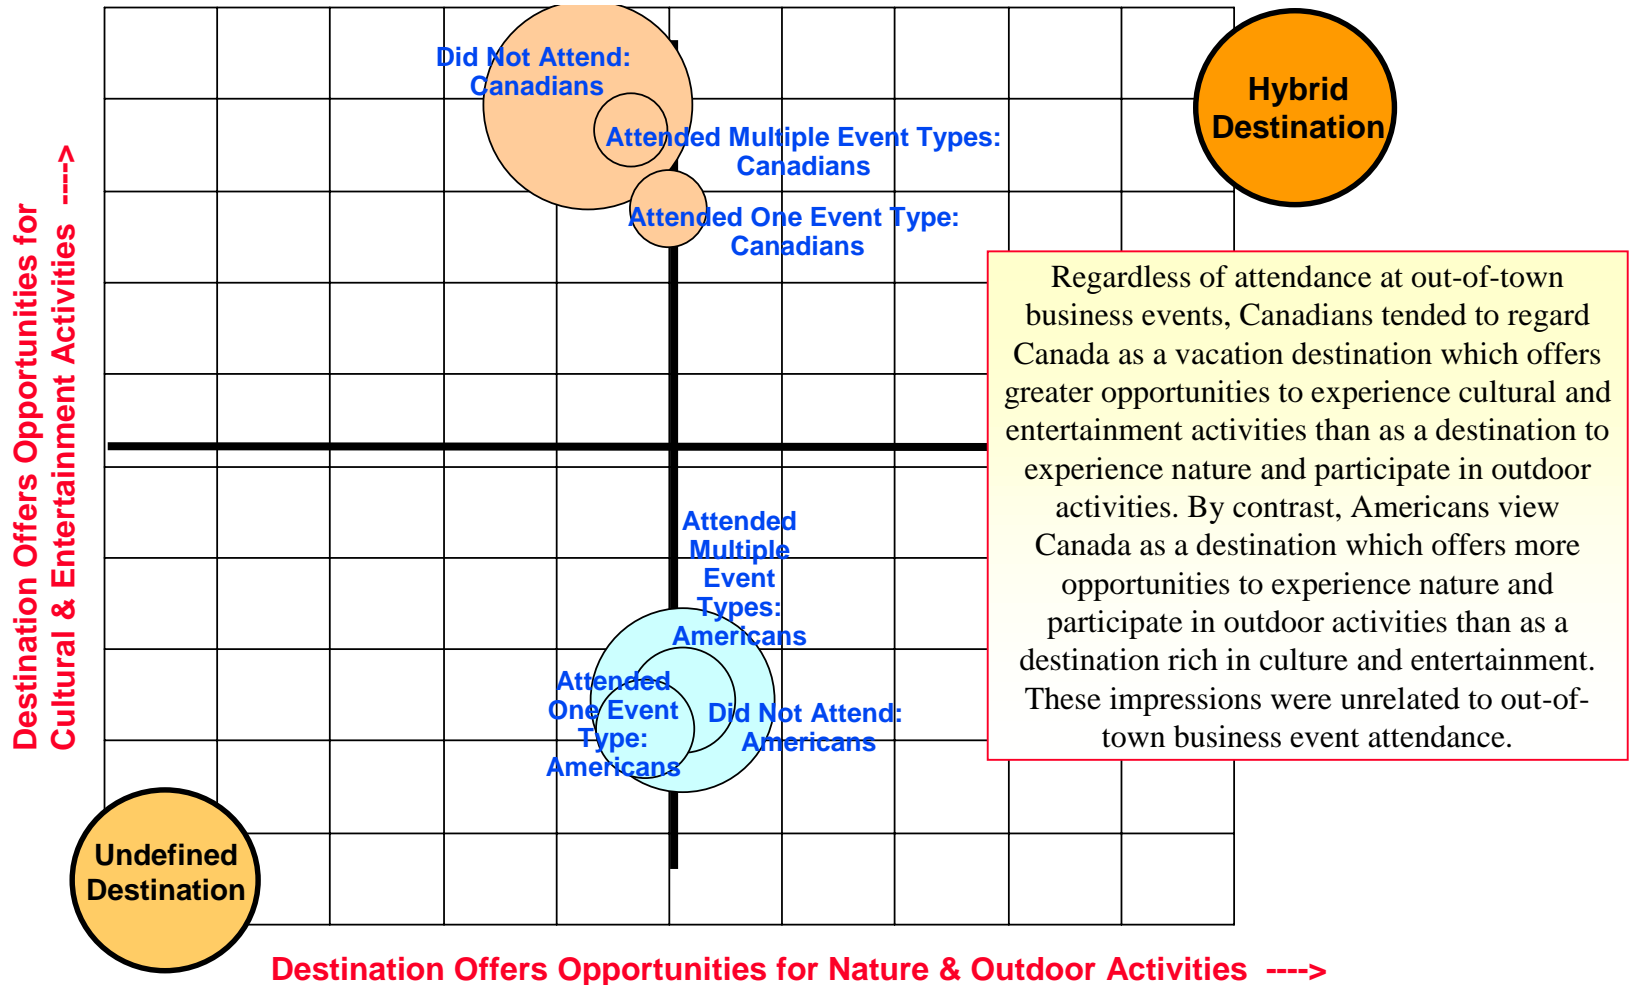 Destination Offers Opportunities for
Cultural & Entertainment Activities ---->
Did Not Attend:
Canadians
Attended Multiple Event Types:
Canadians
Attended One Event Type:
Canadians
Hybrid
Destination
Regardless of attendance at out-of-town
business events, Canadians tended to regard
Canada as a vacation destination which offers
greater opportunities to experience cultural and
entertainment activities than as a destination to
experience nature and participate in outdoor
activities. By contrast, Americans view
Canada as a destination which offers more
opportunities to experience nature and
participate in outdoor activities than as a
destination rich in culture and entertainment.
These impressions were unrelated to out-of-
town business event attendance.
Attended
Multiple
Event
Types:
Americans
Attended
One Event
Type:
Americans
Did Not Attend:
Americans
Undefined
Destination
Destination Offers Opportunities for Nature & Outdoor Activities ---->